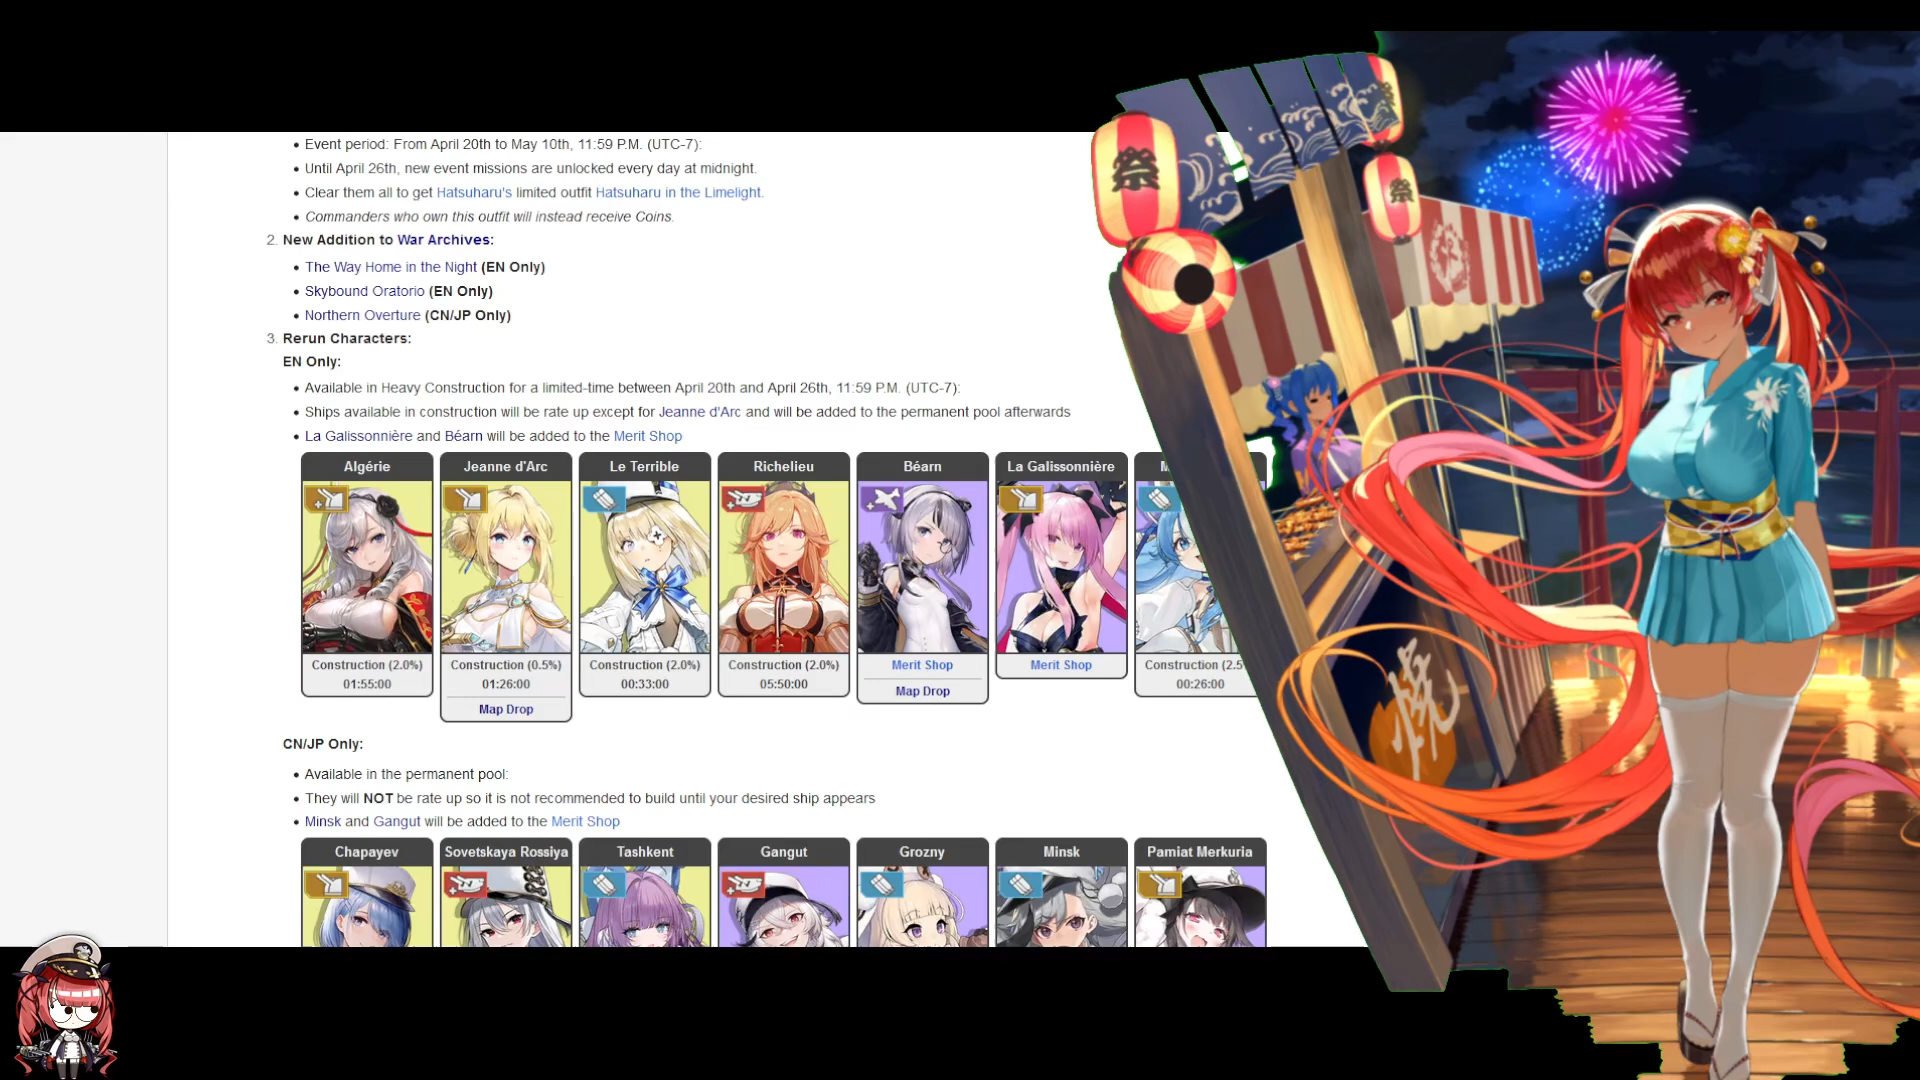 • Event period: From April 20th to May 10th, 11:59 P.M. (UTC-7):
• Until April 26th, new event missions are unlocked every day at midnight.
• Clear them all to get Hatsuharu's limited outfit Hatsuharu in the Limelight.
• Commanders who own this outfit will instead receive Coins.
2. New Addition to War Archives:
• The Way Home in the Night (EN Only)
• Skybound Oratorio (EN Only)
• Northern Overture (CN/JP Only)
3. Rerun Characters:
EN Only:
• Available in Heavy Construction for a limited-time between April 20th and April 26th, 11:59 P.M. (UTC-7):
• Ships available in construction will be rate up except for Jeanne d'Arc and will be added to the permanent pool afterwards
• La Galissonnière and Béarn will be added to the Merit Shop
Algérie Jeanne d'Arc Le Terrible Richelieu Béarn La Galissonnière
Construction (2.0%) Construction (0.5%) Construction (2.0%) Construction (2.0%) Merit Shop Merit Shop Construction (2.5
01:55:00 01:26:00 00:33:00 05:50:00 Map Drop 00:26:00
Map Drop
CN/JP Only:
• Available in the permanent pool:
• They will NOT be rate up so it is not recommended to build until your desired ship appears
• Minsk and Gangut will be added to the Merit Shop
Chapayev Sovetskaya Rossiya Tashkent Gangut Grozny Minsk Pamiat Merkuria
祭
祭
祭
焼